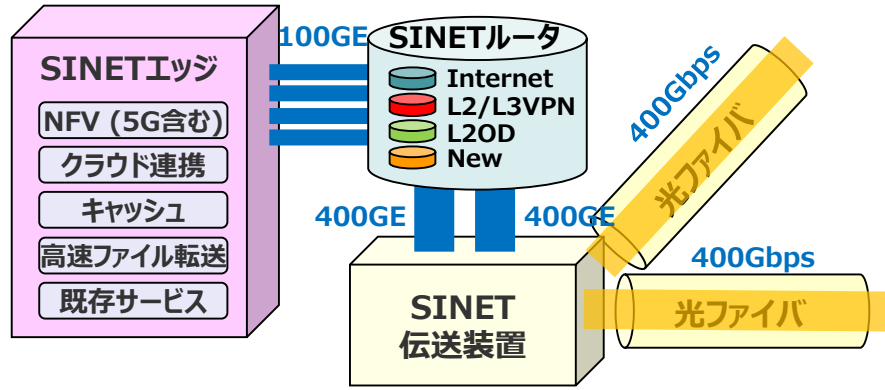 SINETエッジ
NFV (5G含む)
クラウド連携
キャッシュ
高速ファイル転送
既存サービス
100GE
SINETルータ
Internet
L2/L3VPN
L2OD
New
400GE
400GE
SINET
伝送装置
400Gbps
光ファイバ
400Gbps
光ファイバ